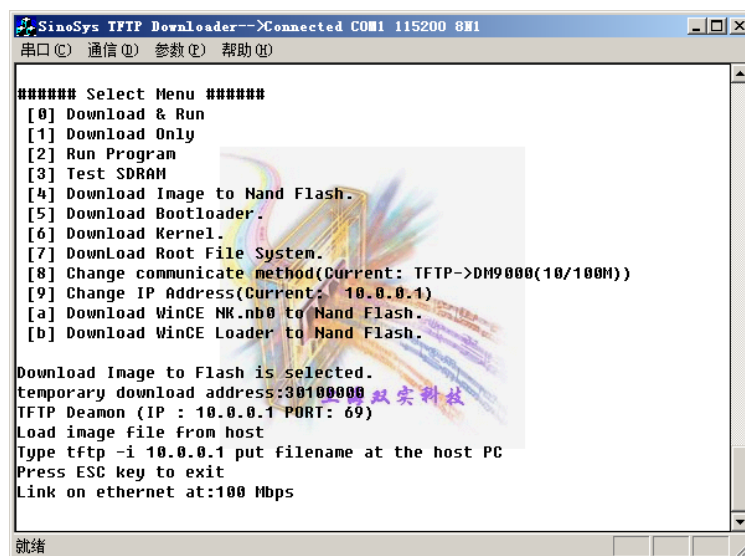 SinoSys TFTP Downloader-->Connected COM1 115200 8N1
串口(C) 通信(D) 参数(P) 帮助(H)
###### Select Menu ######
[0] Download & Run
[1] Download Only
[2] Run Program
[3] Test SDRAM
[4] Download Image to Nand Flash.
[5] Download Bootloader.
[6] Download Kernel.
[7] DownLoad Root File System.
[8] Change communicate method(Current: TFTP->DM9000(10/100M))
[9] Change IP Address(Current: 10.0.0.1)
[a] Download WinCE NK.nb0 to Nand Flash.
[b] Download WinCE Loader to Nand Flash.
Download Image to Flash is selected.
temporary download address:30100000
双实科技
TFTP Deamon (IP : 10.0.0.1 PORT: 69)
Load image file from host
Type tftp -i 10.0.0.1 put filename at the host PC
Press ESC key to exit
Link on ethernet at:100 Mbps
就绪